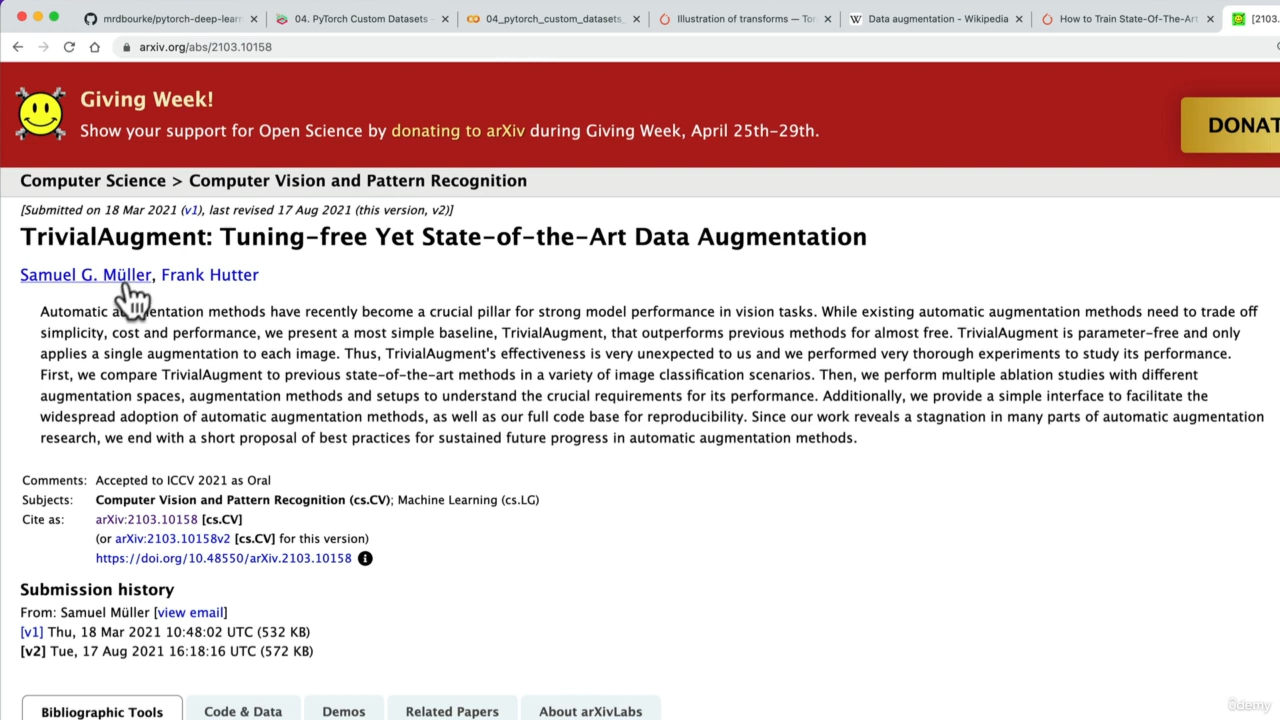 mrdbourke/pytorch-deep-learn
04. PyTorch Custom Datasets
04_pytorch_custom_datasets_
Illustration of transforms — Tor
Data augmentation - Wikipedia
How to Train State-Of-The-Art
[2103.
arxiv.org/abs/2103.10158
Giving Week!
Show your support for Open Science by donating to arXiv during Giving Week, April 25th-29th.
DONAT
Computer Science > Computer Vision and Pattern Recognition
[Submitted on 18 Mar 2021 (v1), last revised 17 Aug 2021 (this version, v2)]
TrivialAugment: Tuning-free Yet State-of-the-Art Data Augmentation
Samuel G. Müller, Frank Hutter
Automatic augmentation methods have recently become a crucial pillar for strong model performance in vision tasks. While existing automatic augmentation methods need to trade off
simplicity, cost and performance, we present a most simple baseline, TrivialAugment, that outperforms previous methods for almost free. TrivialAugment is parameter-free and only
applies a single augmentation to each image. Thus, TrivialAugment's effectiveness is very unexpected to us and we performed very thorough experiments to study its performance.
First, we compare TrivialAugment to previous state-of-the-art methods in a variety of image classification scenarios. Then, we perform multiple ablation studies with different
augmentation spaces, augmentation methods and setups to understand the crucial requirements for its performance. Additionally, we provide a simple interface to facilitate the
widespread adoption of automatic augmentation methods, as well as our full code base for reproducibility. Since our work reveals a stagnation in many parts of automatic augmentation
research, we end with a short proposal of best practices for sustained future progress in automatic augmentation methods.
Comments: Accepted to ICCV 2021 as Oral
Subjects: Computer Vision and Pattern Recognition (cs.CV); Machine Learning (cs.LG)
Cite as: arXiv:2103.10158 [cs.CV]
(or arXiv:2103.10158v2 [cs.CV] for this version)
https://doi.org/10.48550/arXiv.2103.10158
Submission history
From: Samuel Müller [view email]
[v1] Thu, 18 Mar 2021 10:48:02 UTC (532 KB)
[v2] Tue, 17 Aug 2021 16:18:16 UTC (572 KB)
Bibliographic Tools
Code & Data
Demos
Related Papers
About arXivLabs
ûdemy